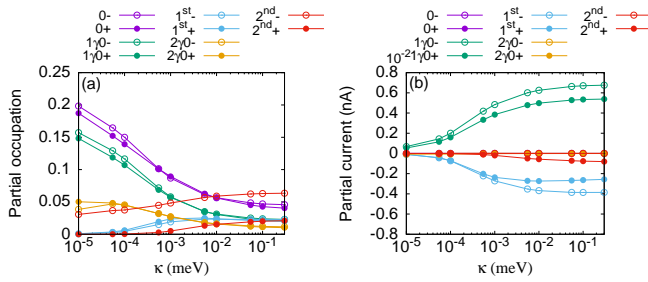 0- 1st- 2nd-
0+ 1st+ 2nd+
1γ0- 2γ0-
1γ0+ 2γ0+
(a)
Partial occupation
0.25
0.2
0.15
0.1
0.05
0
10-5 10-4 10-3 10-2 10-1
κ (meV)
0- 1st- 2nd-
0+ 1st+ 2nd+
1γ0- 2γ0-
10-211γ0+ 2γ0+
(b)
Partial current (nA)
0.8
0.6
0.4
0.2
0
-0.2
-0.4
-0.6
-0.8
10-5 10-4 10-3 10-2 10-1
κ (meV)